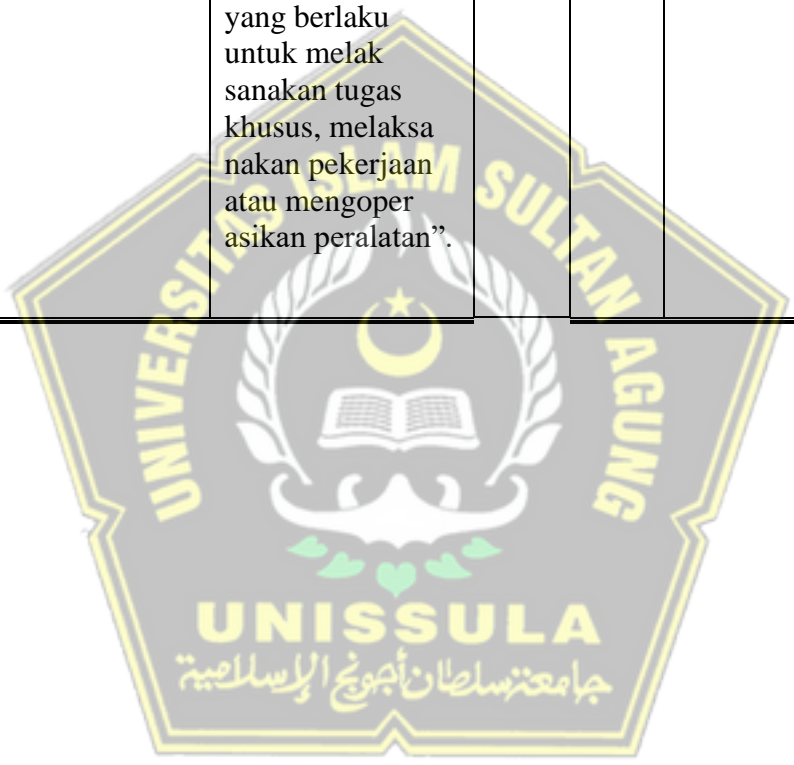 yang berlaku
untuk melak
sanakan tugas
khusus, melaksa
nakan pekerjaan
atau mengoper
asikan peralatan”.
UNIVERSITAS ISLAM SULTAN AGUNG
UNISSULA
جامعة سلطان أجونج الإسلامية